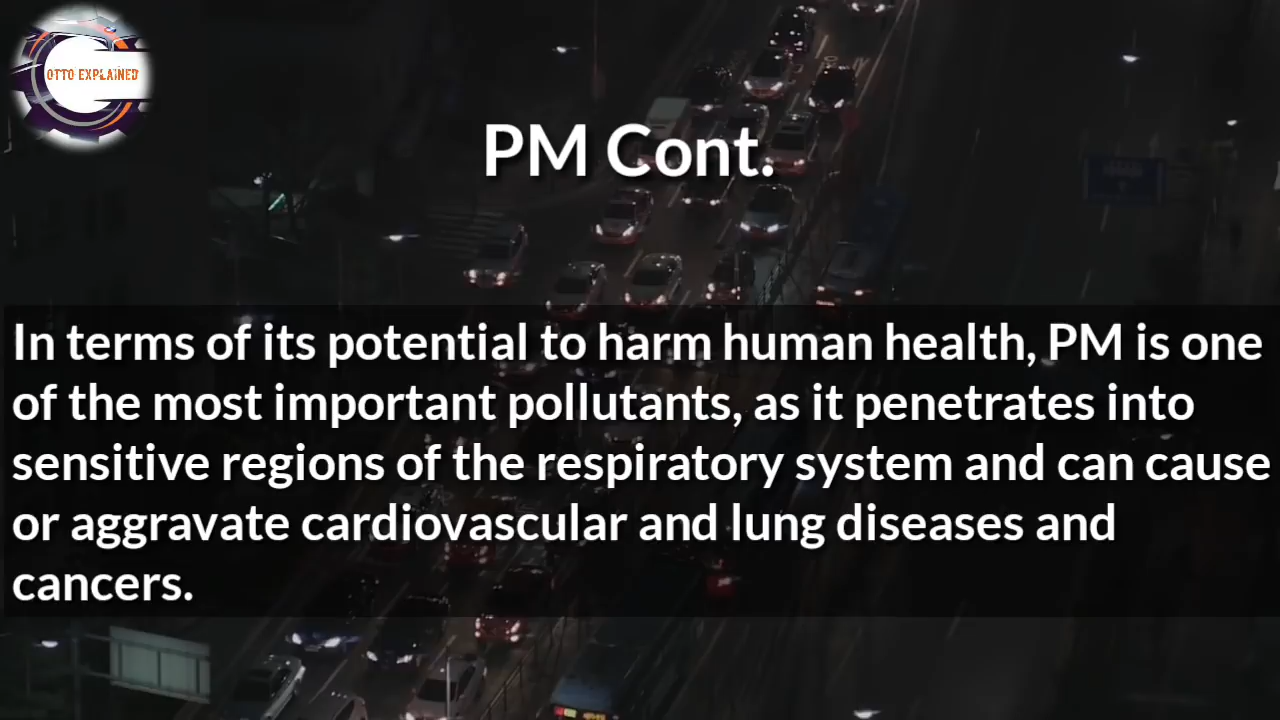 OTTO EXPLAINED
PM Cont.
In terms of its potential to harm human health, PM is one
of the most important pollutants, as it penetrates into
sensitive regions of the respiratory system and can cause
or aggravate cardiovascular and lung diseases and
cancers.